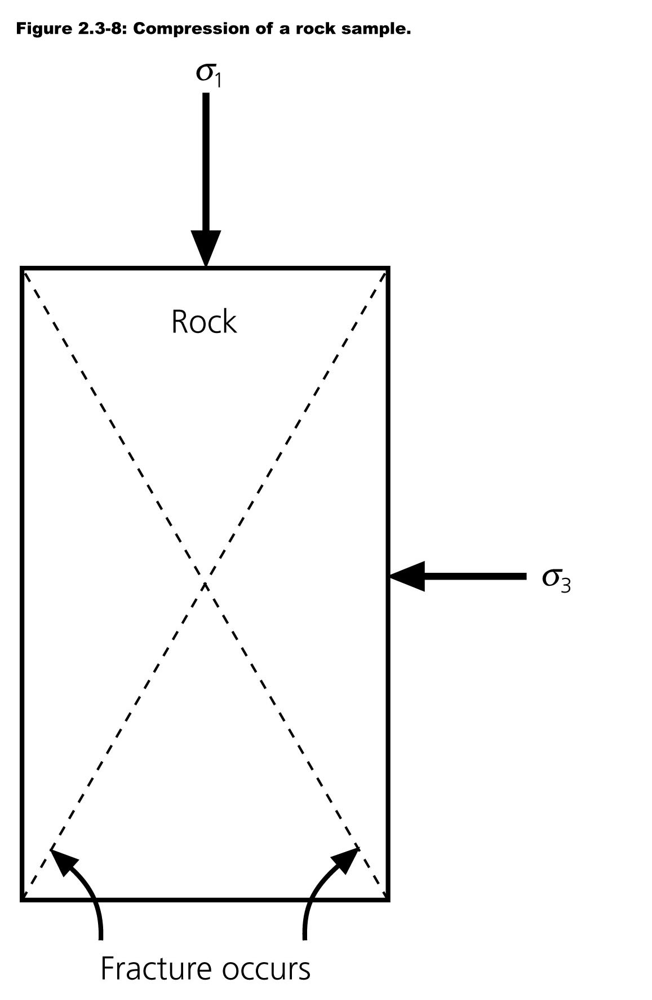 Figure 2.3-8: Compression of a rock sample.
σ1
Rock
σ3
Fracture occurs